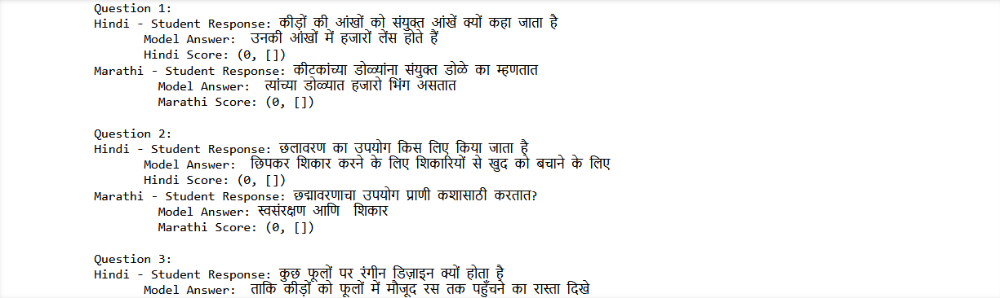 Question 1:
Hindi - Student Response: कीड़ों की आंखों को संयुक्त आंखें क्यों कहा जाता है
Model Answer: उनकी आंखों में हजारों लेंस होते हैं
Hindi Score: (0, [])
Marathi - Student Response: कीटकांच्या डोळ्यांना संयुक्त डोळे का म्हणतात
Model Answer: त्यांच्या डोळ्यात हजारो भिंग असतात
Marathi Score: (0, [])
Question 2:
Hindi - Student Response: छलावरण का उपयोग किस लिए किया जाता है
Model Answer: छिपकर शिकार करने के लिए शिकारियों से खुद को बचाने के लिए
Hindi Score: (0, [])
Marathi - Student Response: छद्मावरणाचा उपयोग प्राणी कशासाठी करतात?
Model Answer: स्वसंरक्षण आणि शिकार
Marathi Score: (0, [])
Question 3:
Hindi - Student Response: कुछ फूलों पर रंगीन डिज़ाइन क्यों होता है
Model Answer: ताकि कीड़ों को फूलों में मौजूद रस तक पहुँचने का रास्ता दिखे